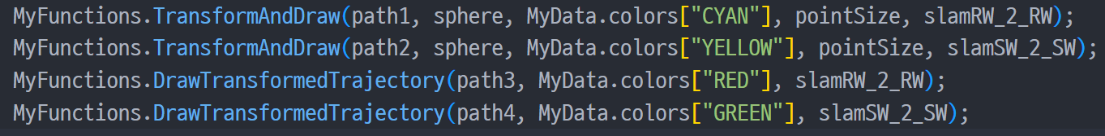 MyFunctions.TransformAndDraw(path1, sphere, MyData.colors["CYAN"], pointSize, slamRW_2_RW);
MyFunctions.TransformAndDraw(path2, sphere, MyData.colors["YELLOW"], pointSize, slamSW_2_SW);
MyFunctions.DrawTransformedTrajectory(path3, MyData.colors["RED"], slamRW_2_RW);
MyFunctions.DrawTransformedTrajectory(path4, MyData.colors["GREEN"], slamSW_2_SW);